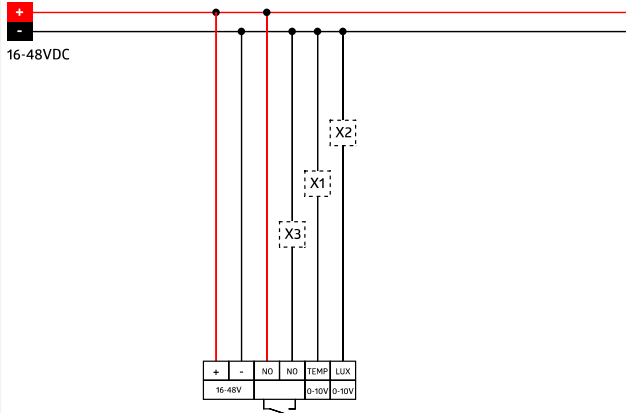 +
-
16-48VDC
X2
X1
X3
+ - NO NO TEMP LUX
16-48V 0-10V 0-10V